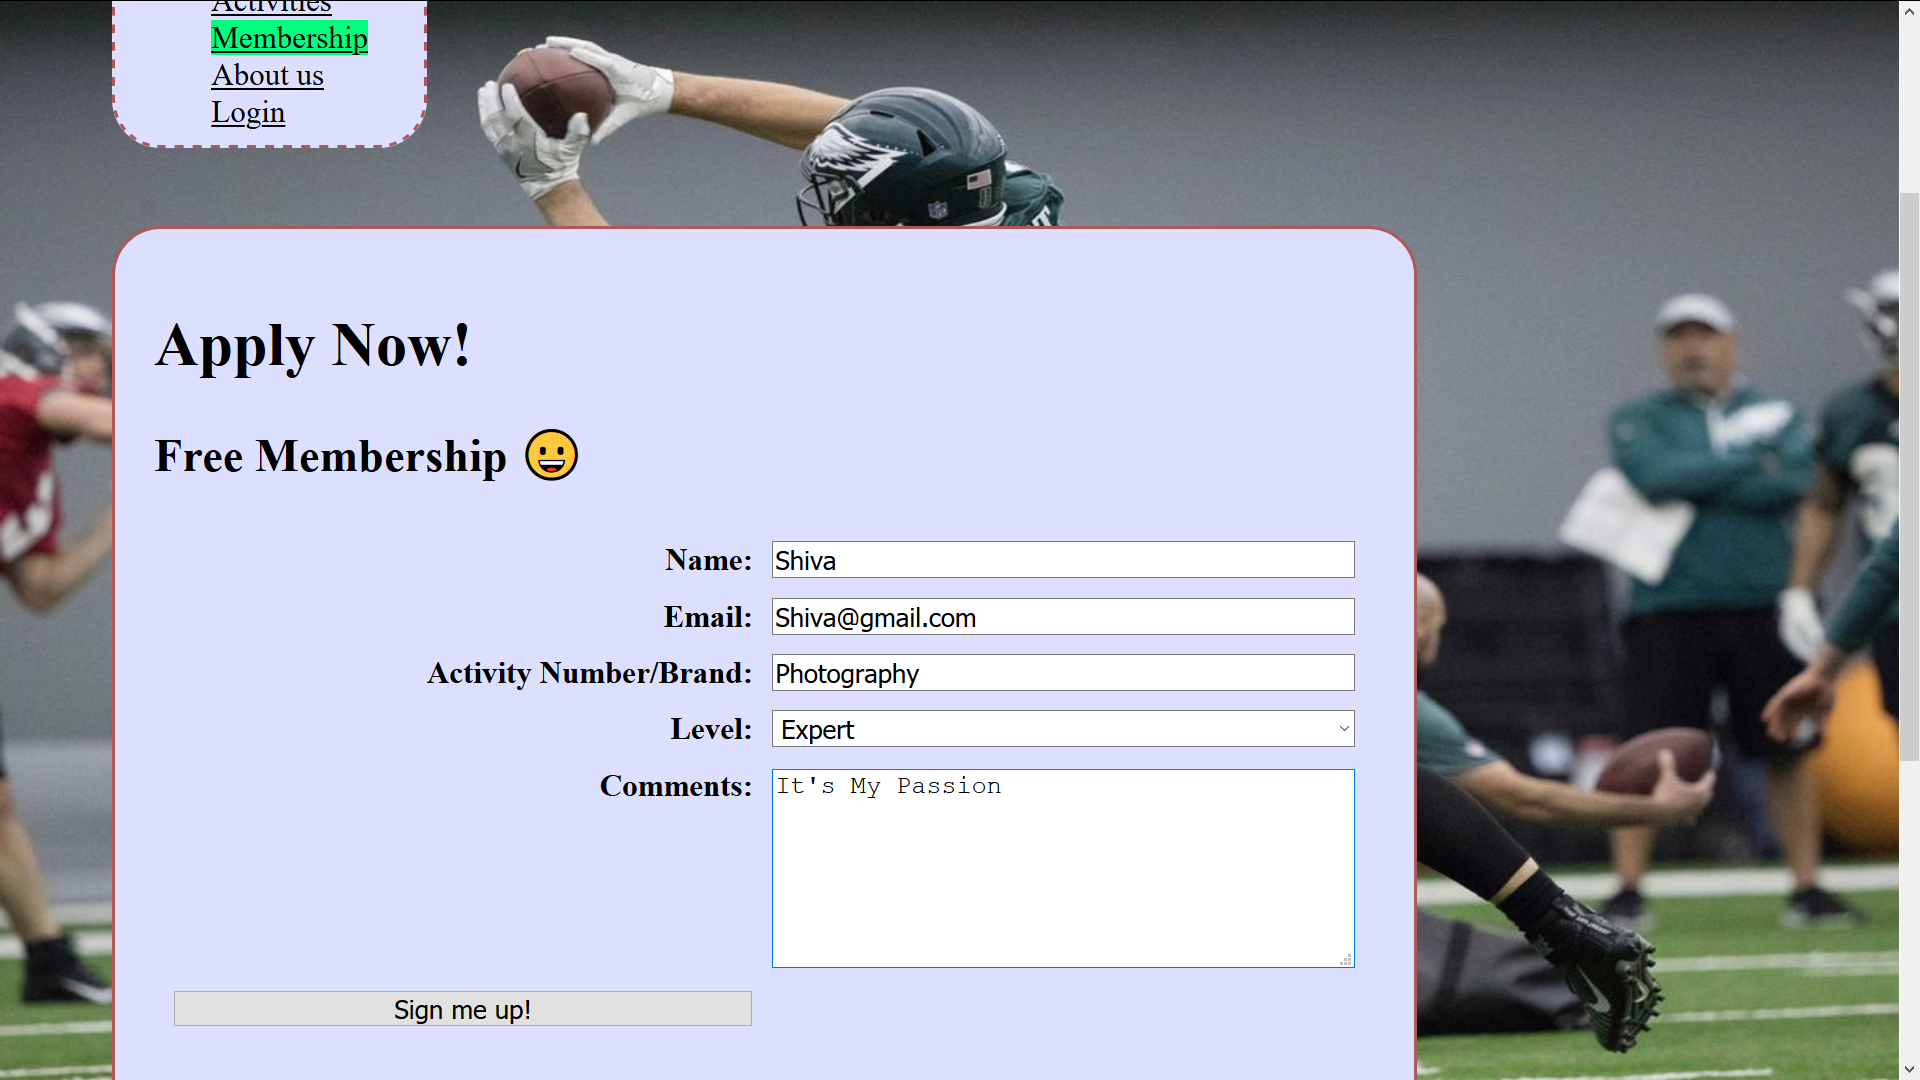 Activities
Membership
About us
Login
Apply Now!
Free Membership 😀
Name: Shiva
Email: Shiva@gmail.com
Activity Number/Brand: Photography
Level: Expert
Comments: It's My Passion
Sign me up!